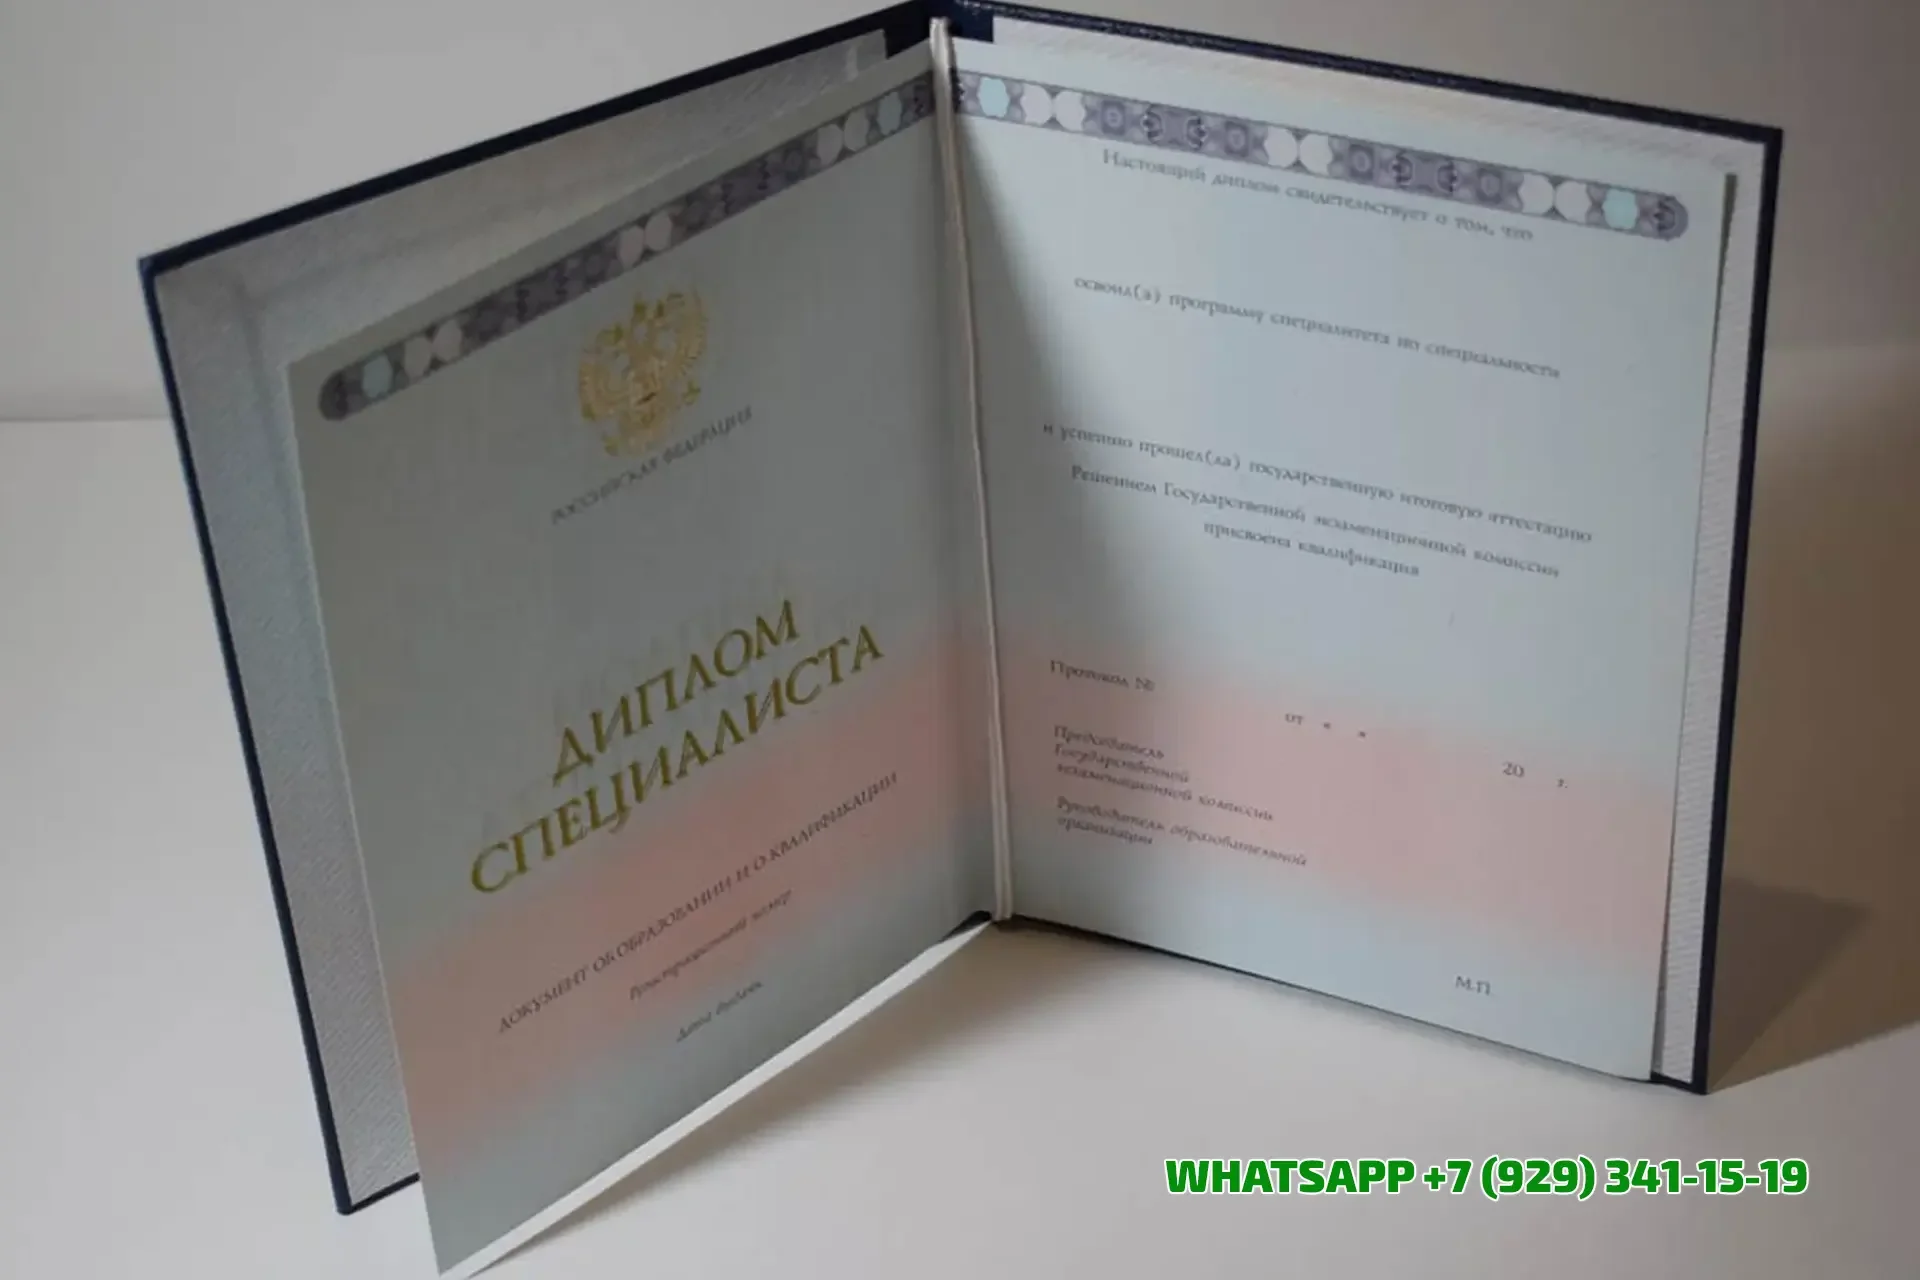 РОССИЙСКАЯ ФЕДЕРАЦИЯ
ДИПЛОМ
СПЕЦИАЛИСТА
ДОКУМЕНТ ОБ ОБРАЗОВАНИИ И О КВАЛИФИКАЦИИ
Регистрационный номер
Дата выдачи
Настоящий диплом свидетельствует о том, что
освоил(а) программу специалитета по специальности
и успешно прошел(ла) государственную итоговую аттестацию
Решением Государственной экзаменационной комиссии
присвоена квалификация
Протокол №
от « »
20 г.
Председатель
Государственной
экзаменационной комиссии
Руководитель образовательной
организации
М.П.
WHATSAPP +7 (929) 341-15-19